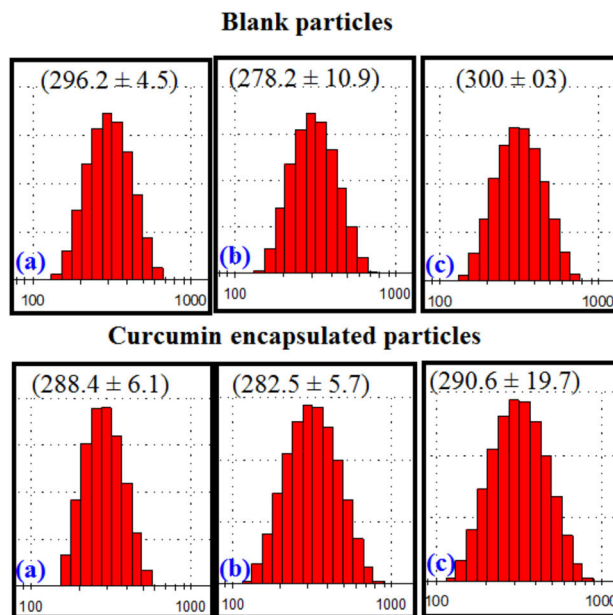 Blank particles
(296.2 ± 4.5) (278.2 ± 10.9) (300 ± 03)
(a) (b) (c)
100 1000 100 1000 100 1000
Curcumin encapsulated particles
(288.4 ± 6.1) (282.5 ± 5.7) (290.6 ± 19.7)
(a) (b) (c)
100 1000 100 1000 100 1000